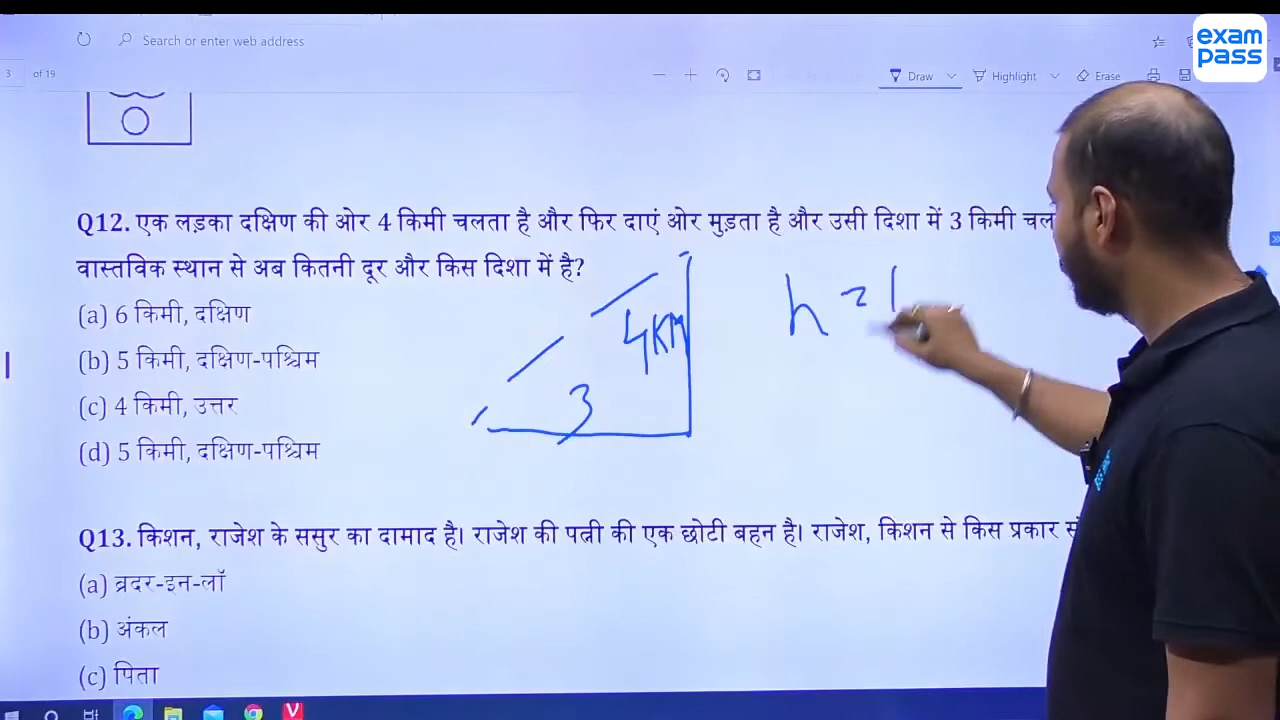 exam
pass
Search or enter web address
3 of 19
Draw
Highlight
Erase
Q12. एक लड़का दक्षिण की ओर 4 किमी चलता है और फिर दाएं ओर मुड़ता है और उसी दिशा में 3 किमी चल
वास्तविक स्थान से अब कितनी दूर और किस दिशा में है?
(a) 6 किमी, दक्षिण
(b) 5 किमी, दक्षिण-पश्चिम
(c) 4 किमी, उत्तर
(d) 5 किमी, दक्षिण-पश्चिम
4KM
3
h =
Q13. किशन, राजेश के ससुर का दामाद है। राजेश की पत्नी की एक छोटी बहन है। राजेश, किशन से किस प्रकार सं
(a) ब्रदर-इन-लॉ
(b) अंकल
(c) पिता